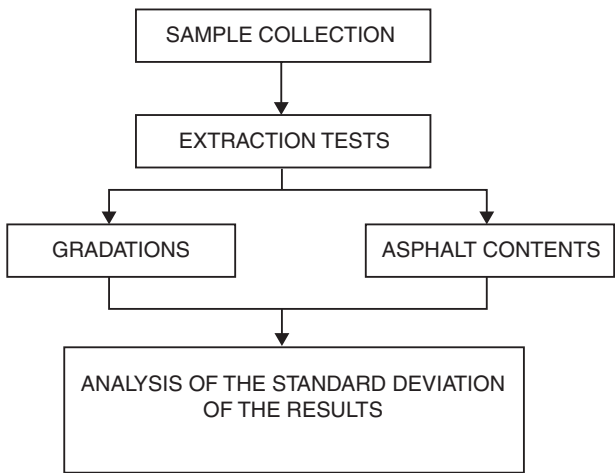 SAMPLE COLLECTION
EXTRACTION TESTS
GRADATIONS
ASPHALT CONTENTS
ANALYSIS OF THE STANDARD DEVIATION
OF THE RESULTS